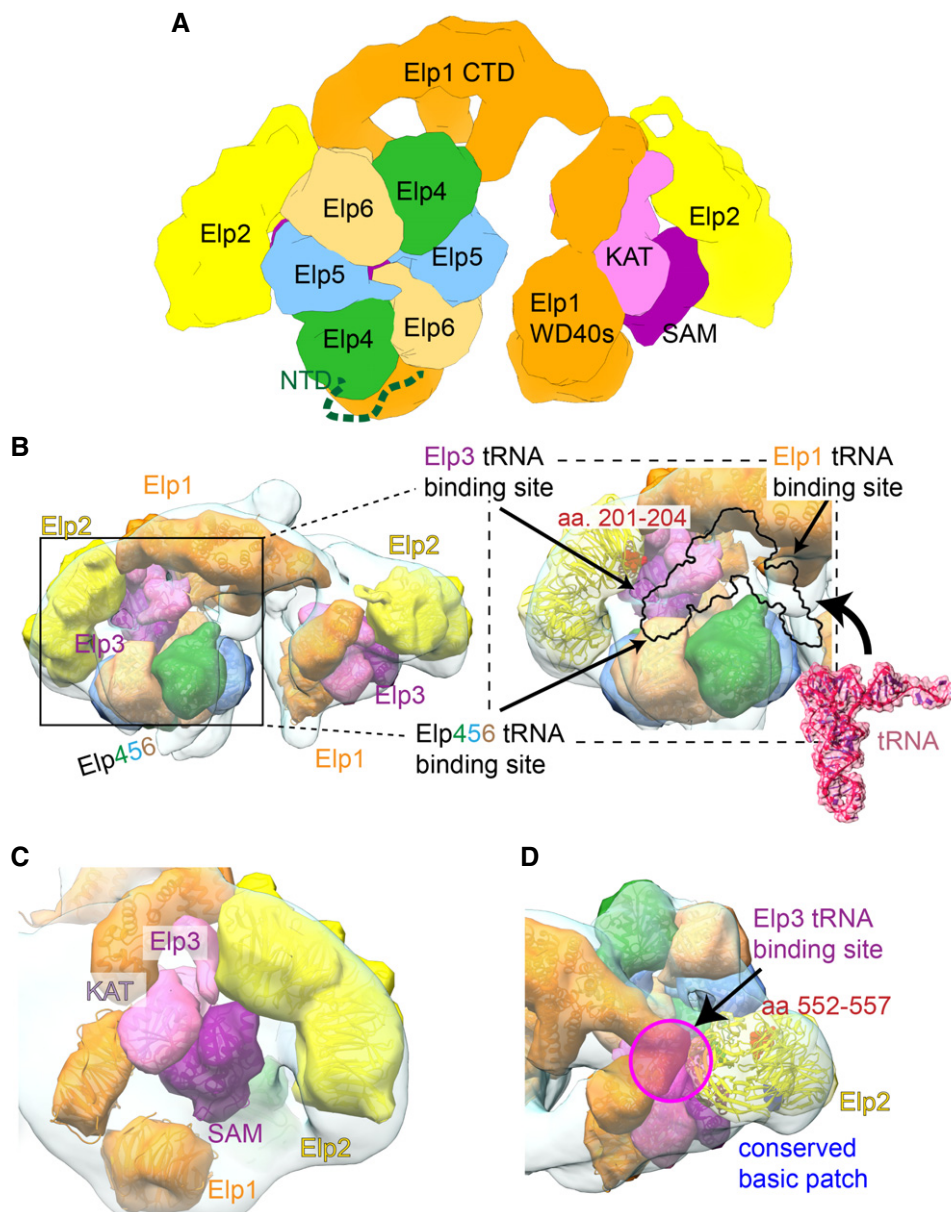 A
Elp1 CTD
Elp4
Elp6
Elp2
Elp2
Elp5
Elp5
KAT
Elp1
WD40s
Elp4
Elp6
SAM
NTD
B
Elp3 tRNA
binding site
Elp1 tRNA
binding site
Elp1
aa. 201-204
Elp2
Elp2
Elp3
Elp3
Elp456
Elp1
Elp456 tRNA
binding site
tRNA
C
Elp3
KAT
SAM
Elp2
Elp1
D
Elp3 tRNA
binding site
aa 552-557
Elp2
conserved
basic patch